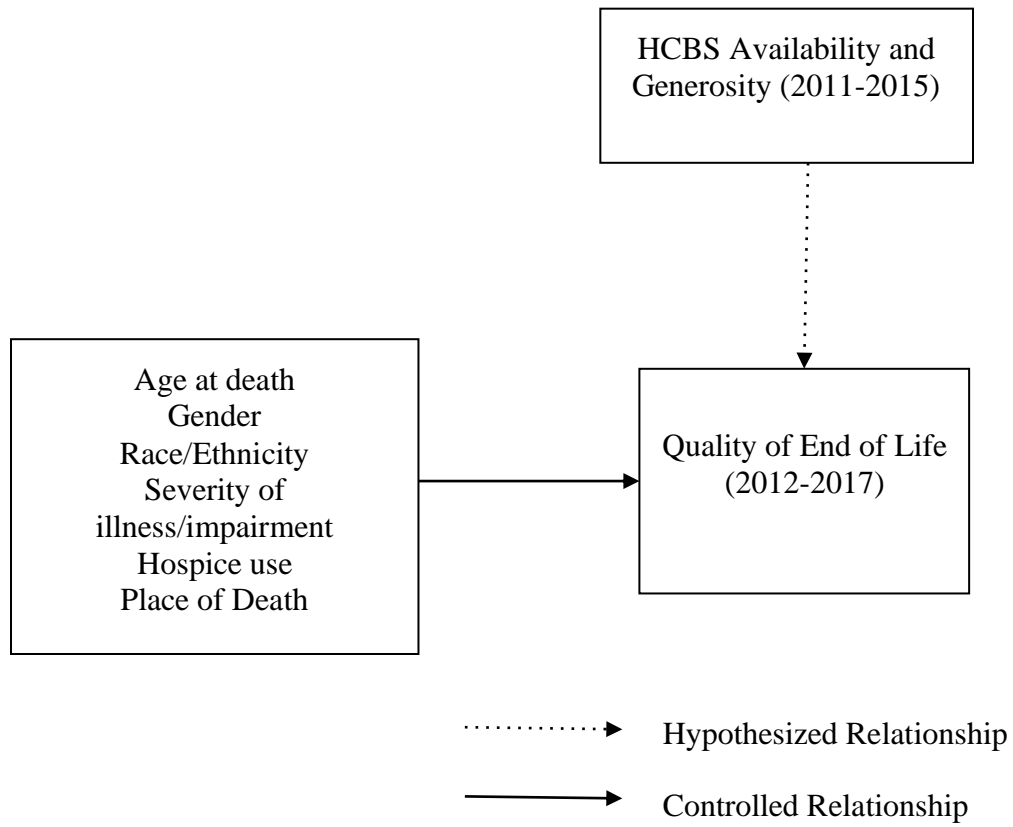 HCBS Availability and
Generosity (2011-2015)
Age at death
Gender
Race/Ethnicity
Severity of
illness/impairment
Hospice use
Place of Death
Quality of End of Life
(2012-2017)
Hypothesized Relationship
Controlled Relationship